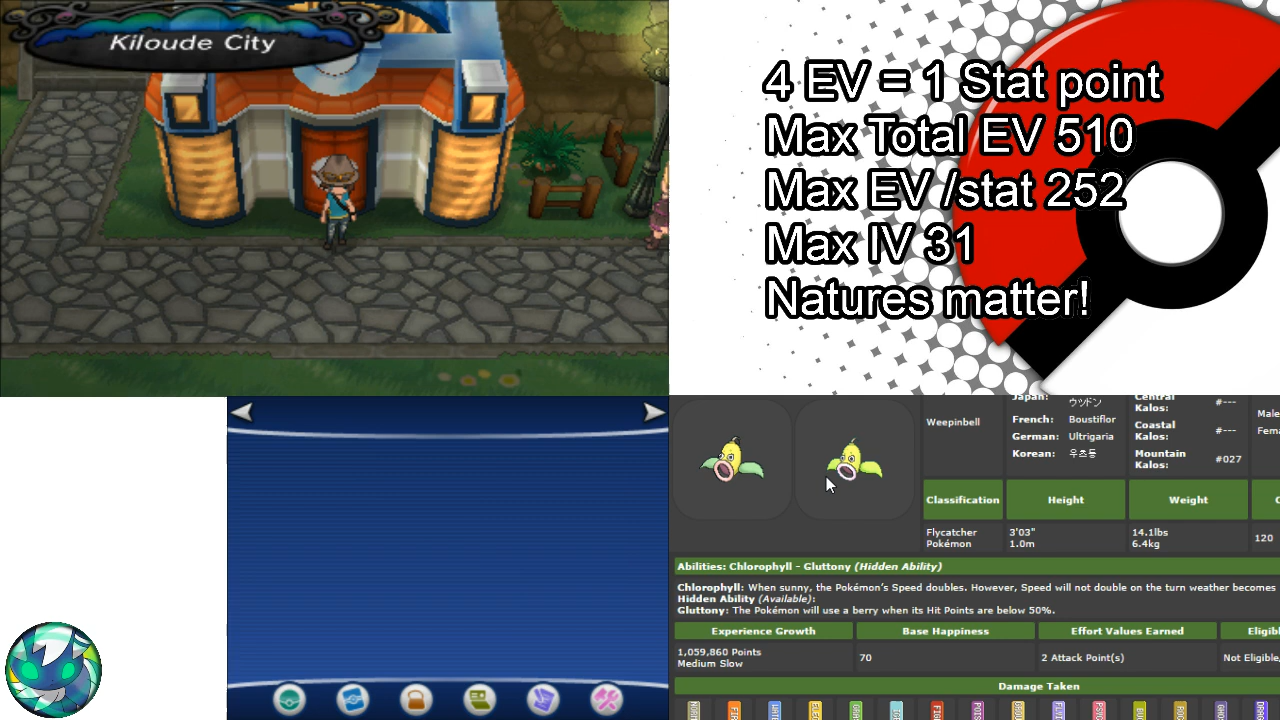 Kiloude City
4 EV = 1 Stat point
Max Total EV 510
Max EV /stat 252
Max IV 31
Natures matter!
Weepinbell
Japan: ウツドン
French: Boustiflor
German: Ultrigaria
Korean: 우츠동
Central Kalos: #---
Coastal Kalos: #---
Mountain Kalos: #027
Male
Fema
Classification Height Weight
Flycatcher Pokémon 3'03" 1.0m 14.1lbs 6.4kg 120
Abilities: Chlorophyll - Gluttony (Hidden Ability)
Chlorophyll: When sunny, the Pokémon's Speed doubles. However, Speed will not double on the turn weather becomes
Hidden Ability (Available):
Gluttony: The Pokémon will use a berry when its Hit Points are below 50%.
Experience Growth Base Happiness Effort Values Earned Eligibl
1,059,860 Points Medium Slow 70 2 Attack Point(s) Not Eligible,
Damage Taken